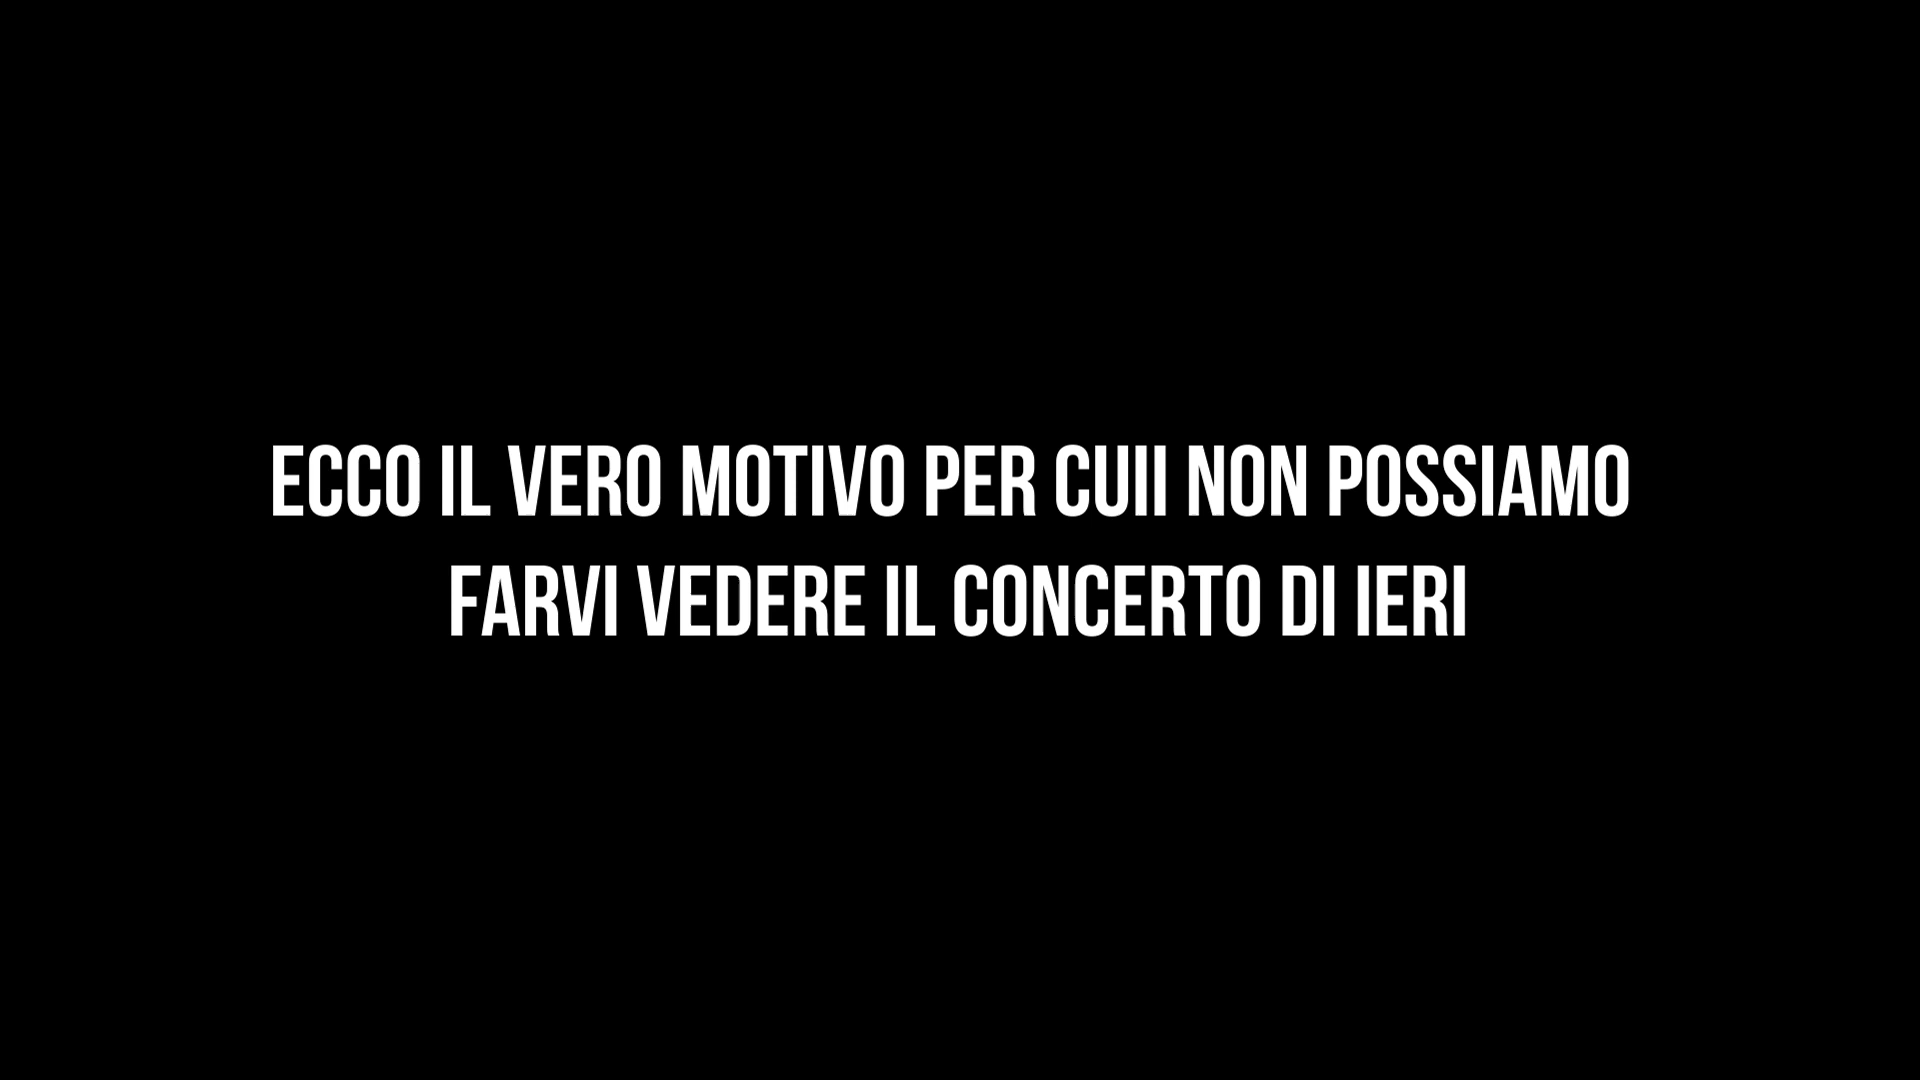 ECCO IL VERO MOTIVO PER CUII NON POSSIAMO
FARVI VEDERE IL CONCERTO DI IERI